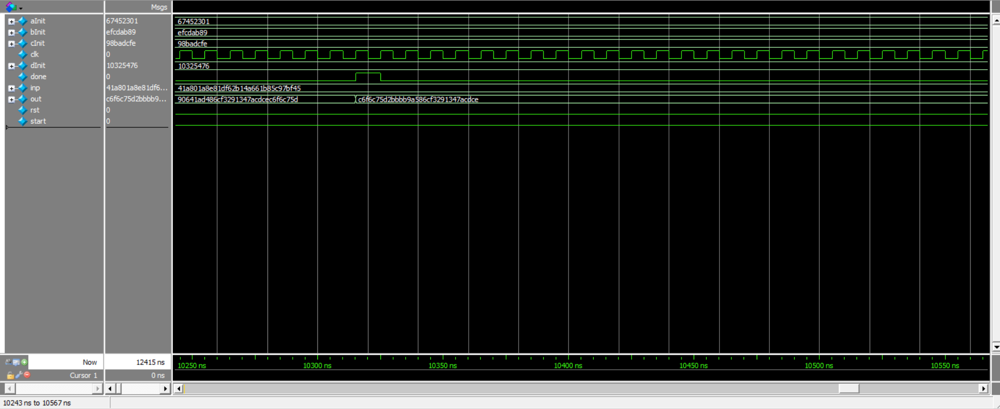 Msgs
aInit 67452301 67452301
bInit efcdab89 efcdab89
cInit 98badcfe 98badcfe
clk 0
dInit 10325476 10325476
done 0
inp 41a801a8e81df6... 41a801a8e81df62b14a661b85c97bf45
out c6f6c75d2bbbb9... 90641ad486cf3291347acdcec6f6c75d c6f6c75d2bbbb9a586cf3291347acdce
rst 0
start 0
Now 12415 ns 10250 ns 10300 ns 10350 ns 10400 ns 10450 ns 10500 ns 10550 ns
Cursor 1 0 ns
10243 ns to 10567 ns